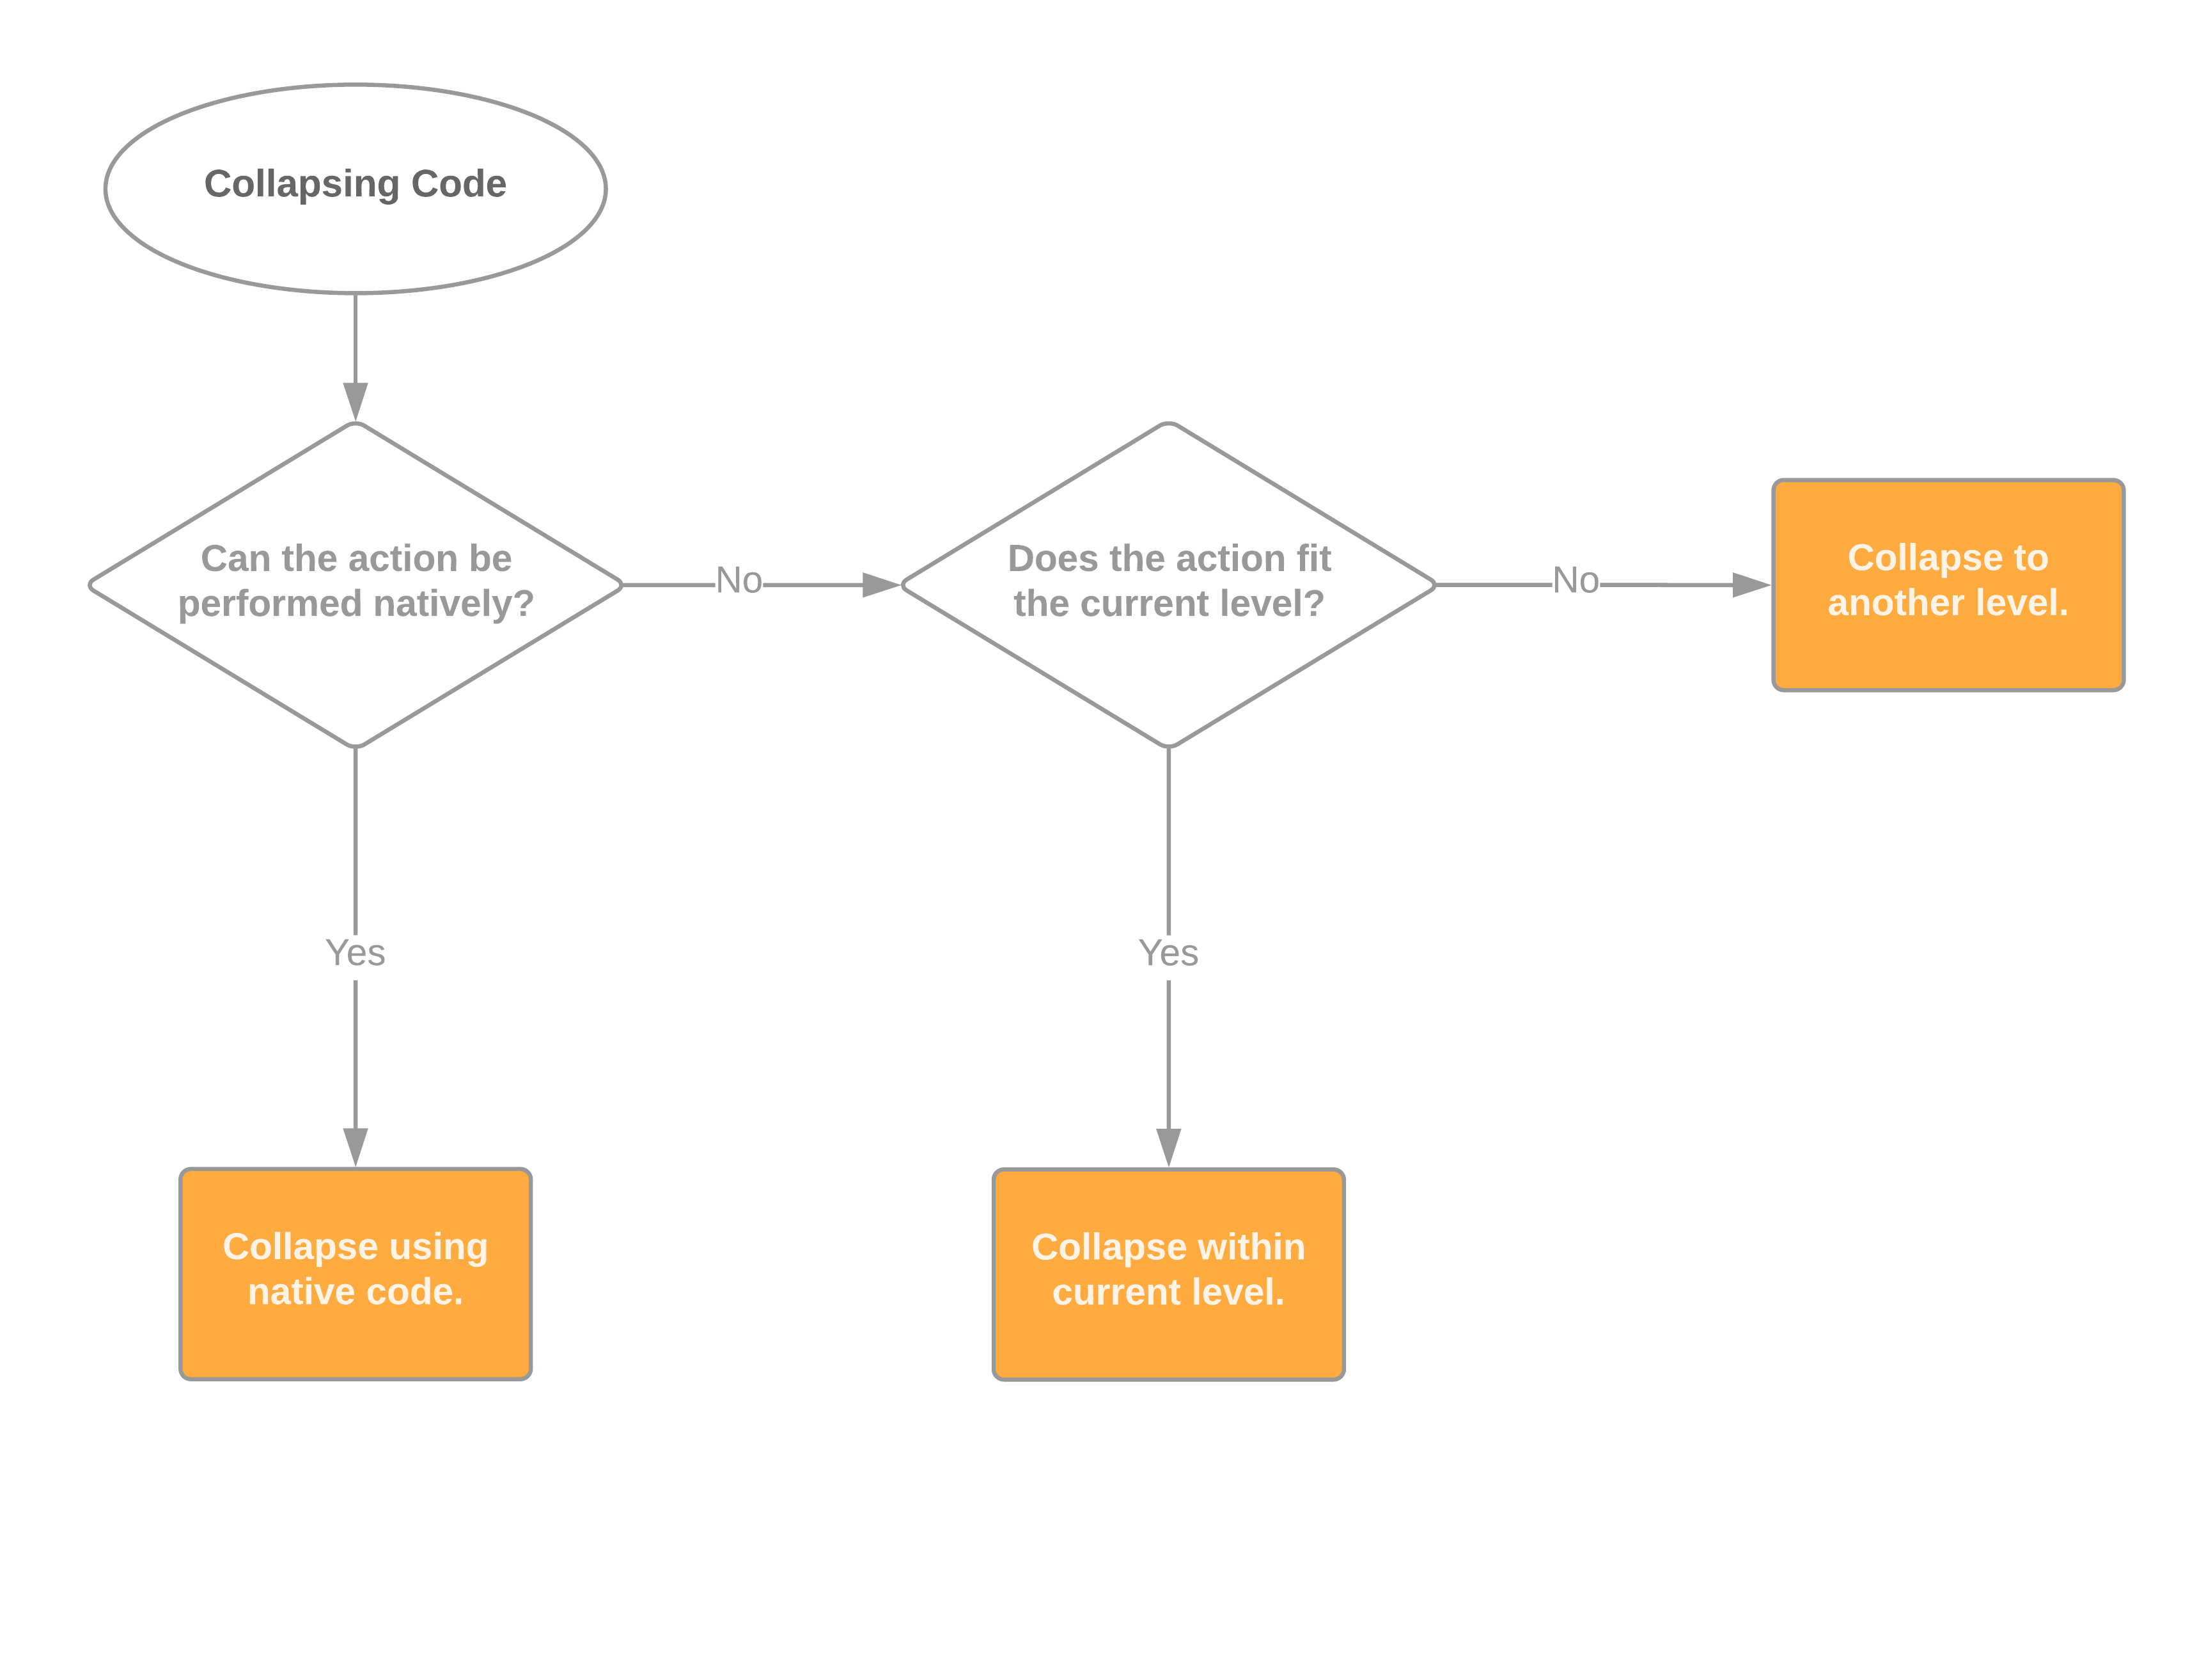 Collapsing Code
Can the action be
performed natively?
No
Does the action fit
the current level?
No
Collapse to
another level.
Yes
Yes
Collapse using
native code.
Collapse within
current level.